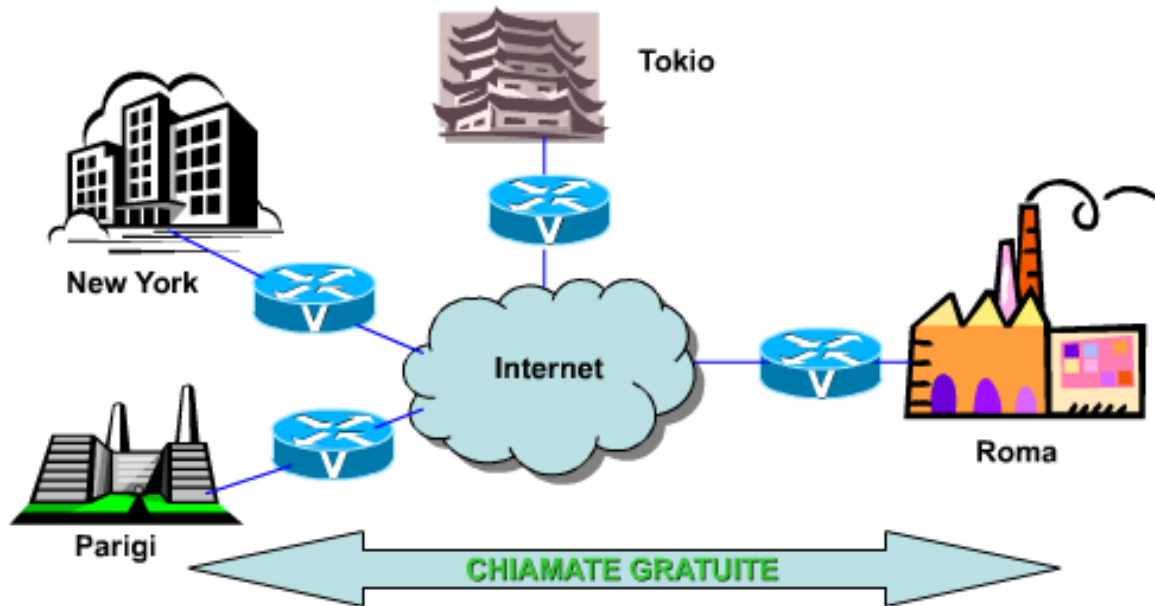 Tokio
New York
V
V
Internet
V
V
Roma
Parigi
CHIAMATE GRATUITE